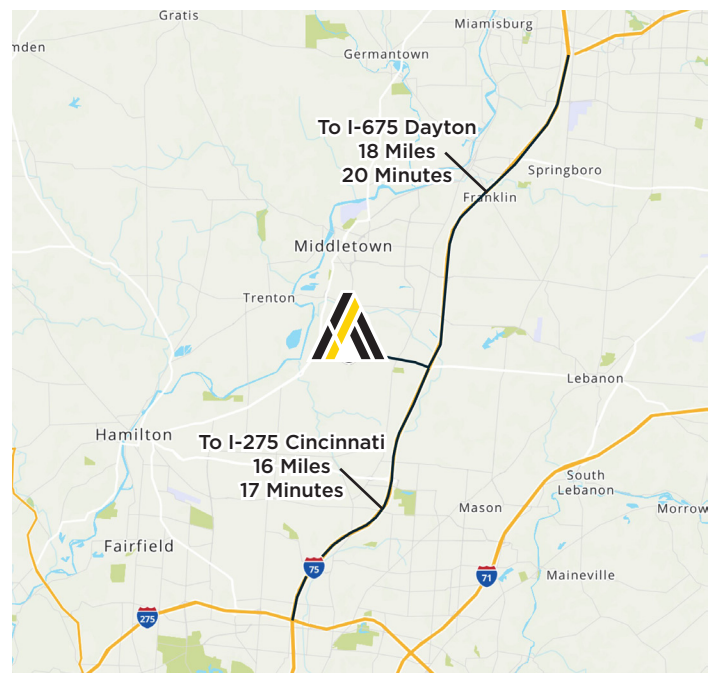 Gratis
Miamisburg
mden
Germantown
To I-675 Dayton
18 Miles
20 Minutes
Springboro
Franklin
Middletown
Trenton
Lebanon
Hamilton
To I-275 Cincinnati
16 Miles
17 Minutes
South
Lebanon
Mason
Morrow
Fairfield
75
71
Maineville
275